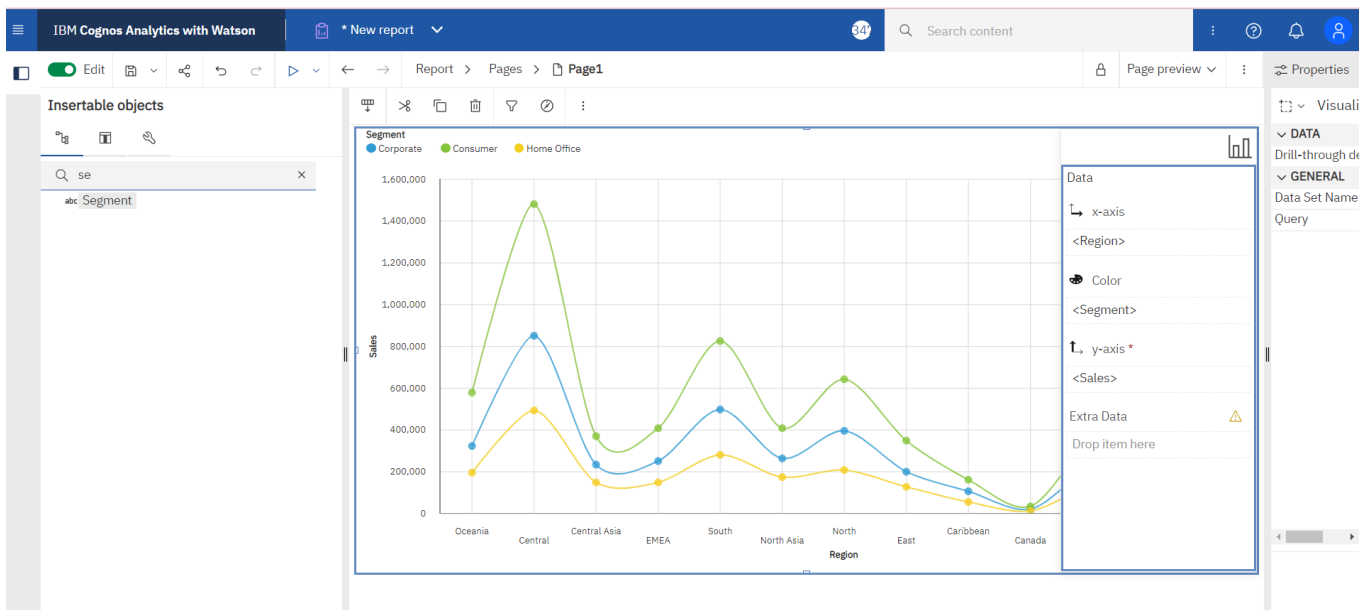 IBM Cognos Analytics with Watson
* New report
Search content
Edit
Report > Pages > Page1
Page preview
Properties
Insertable objects
Visuali
se
abc Segment
Segment
Corporate Consumer Home Office
1,600,000
1,400,000
1,200,000
1,000,000
800,000
600,000
400,000
200,000
0
Sales
Oceania Central Central Asia EMEA South North Asia North East Caribbean Canada
Region
Data
x-axis
<Region>
Color
<Segment>
y-axis *
<Sales>
Extra Data
Drop item here
DATA
Drill-through de
GENERAL
Data Set Name
Query